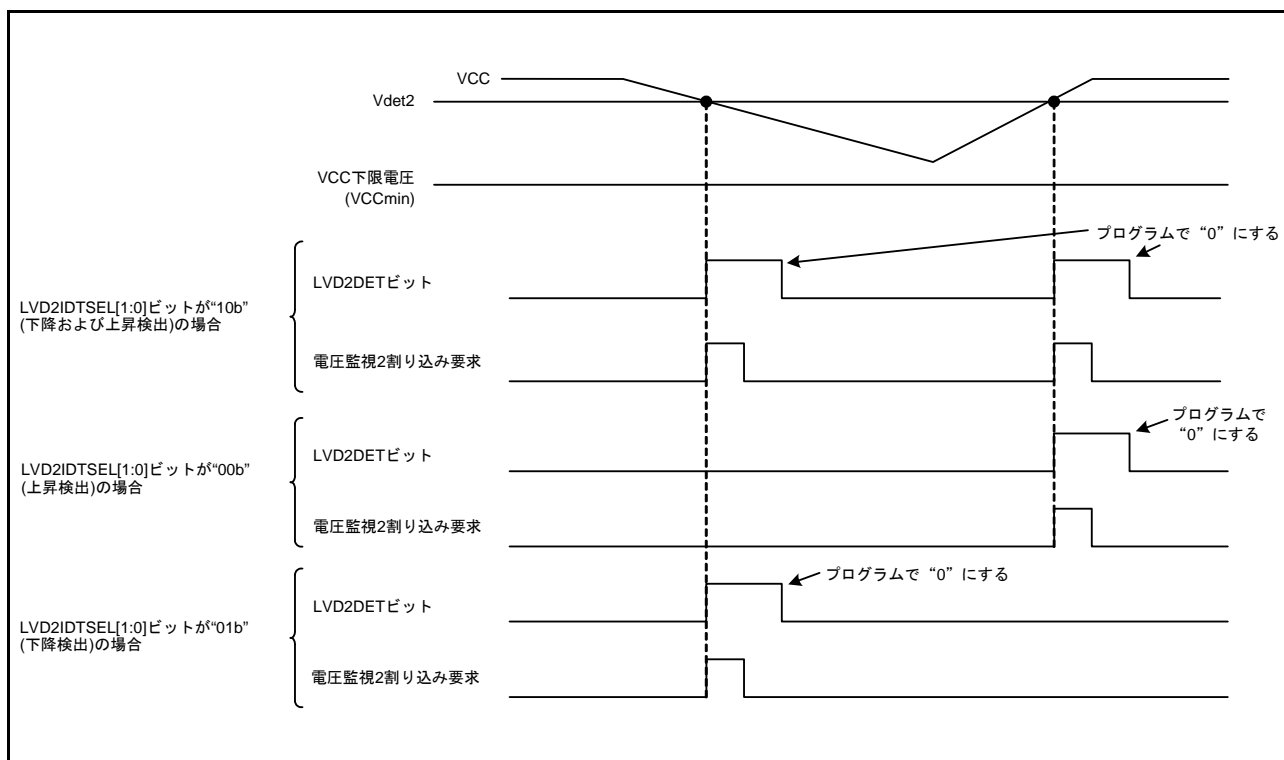 VCC
Vdet2
VCC下限電圧
(VCCmin)
プログラムで “0” にする
LVD2DETビット
LVD2IDTSEL[1:0]ビットが“10b”
(下降および上昇検出)の場合
電圧監視2割り込み要求
プログラムで
“0” にする
LVD2DETビット
LVD2IDTSEL[1:0]ビットが“00b”
(上昇検出)の場合
電圧監視2割り込み要求
プログラムで “0” にする
LVD2DETビット
LVD2IDTSEL[1:0]ビットが“01b”
(下降検出)の場合
電圧監視2割り込み要求